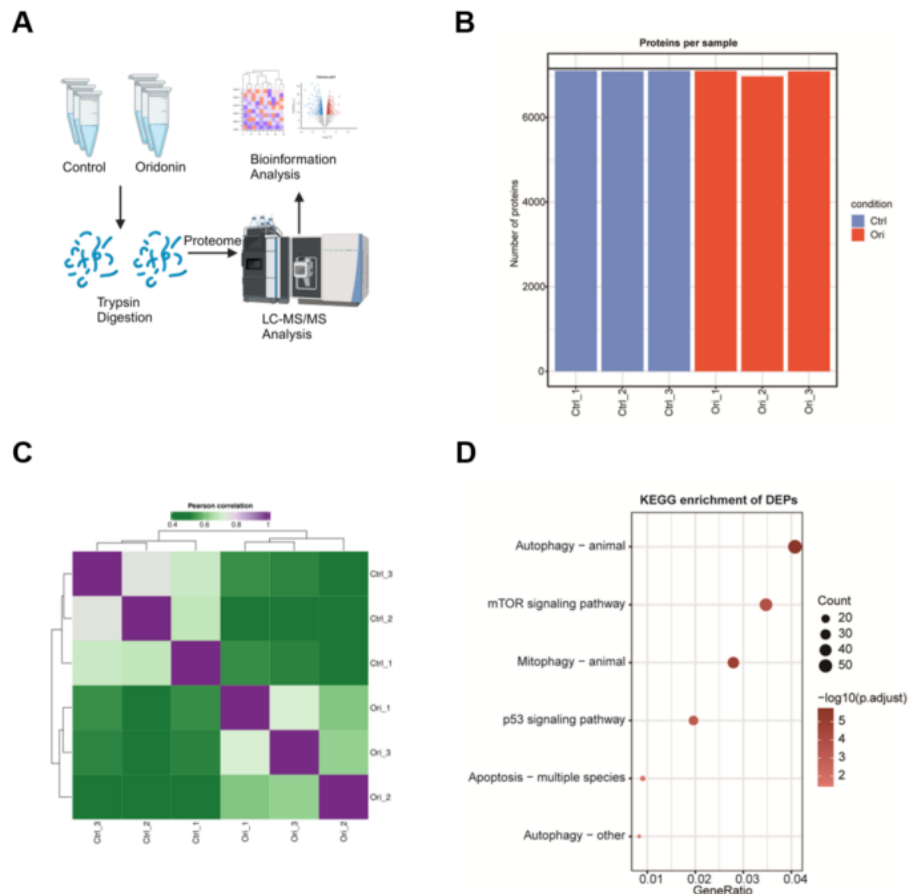 A
Control
Oridonin
Bioinformation
Analysis
Proteome
Trypsin
Digestion
LC-MS/MS
Analysis
B
Proteins per sample
Number of proteins
6000
4000
2000
0
Ctrl_1
Ctrl_2
Ctrl_3
Ori_1
Ori_2
Ori_3
condition
Ctrl
Ori
C
Pearson correlation
0.4 0.6 0.8 1
Ctrl_3
Ctrl_2
Ctrl_1
Ori_1
Ori_3
Ori_2
Ctrl_3
Ctrl_2
Ctrl_1
Ori_1
Ori_3
Ori_2
D
KEGG enrichment of DEPs
Autophagy − animal
mTOR signaling pathway
Mitophagy − animal
p53 signaling pathway
Apoptosis − multiple species
Autophagy − other
0.01 0.02 0.03 0.04
GeneRatio
Count
20
30
40
50
−log10(p.adjust)
5
4
3
2